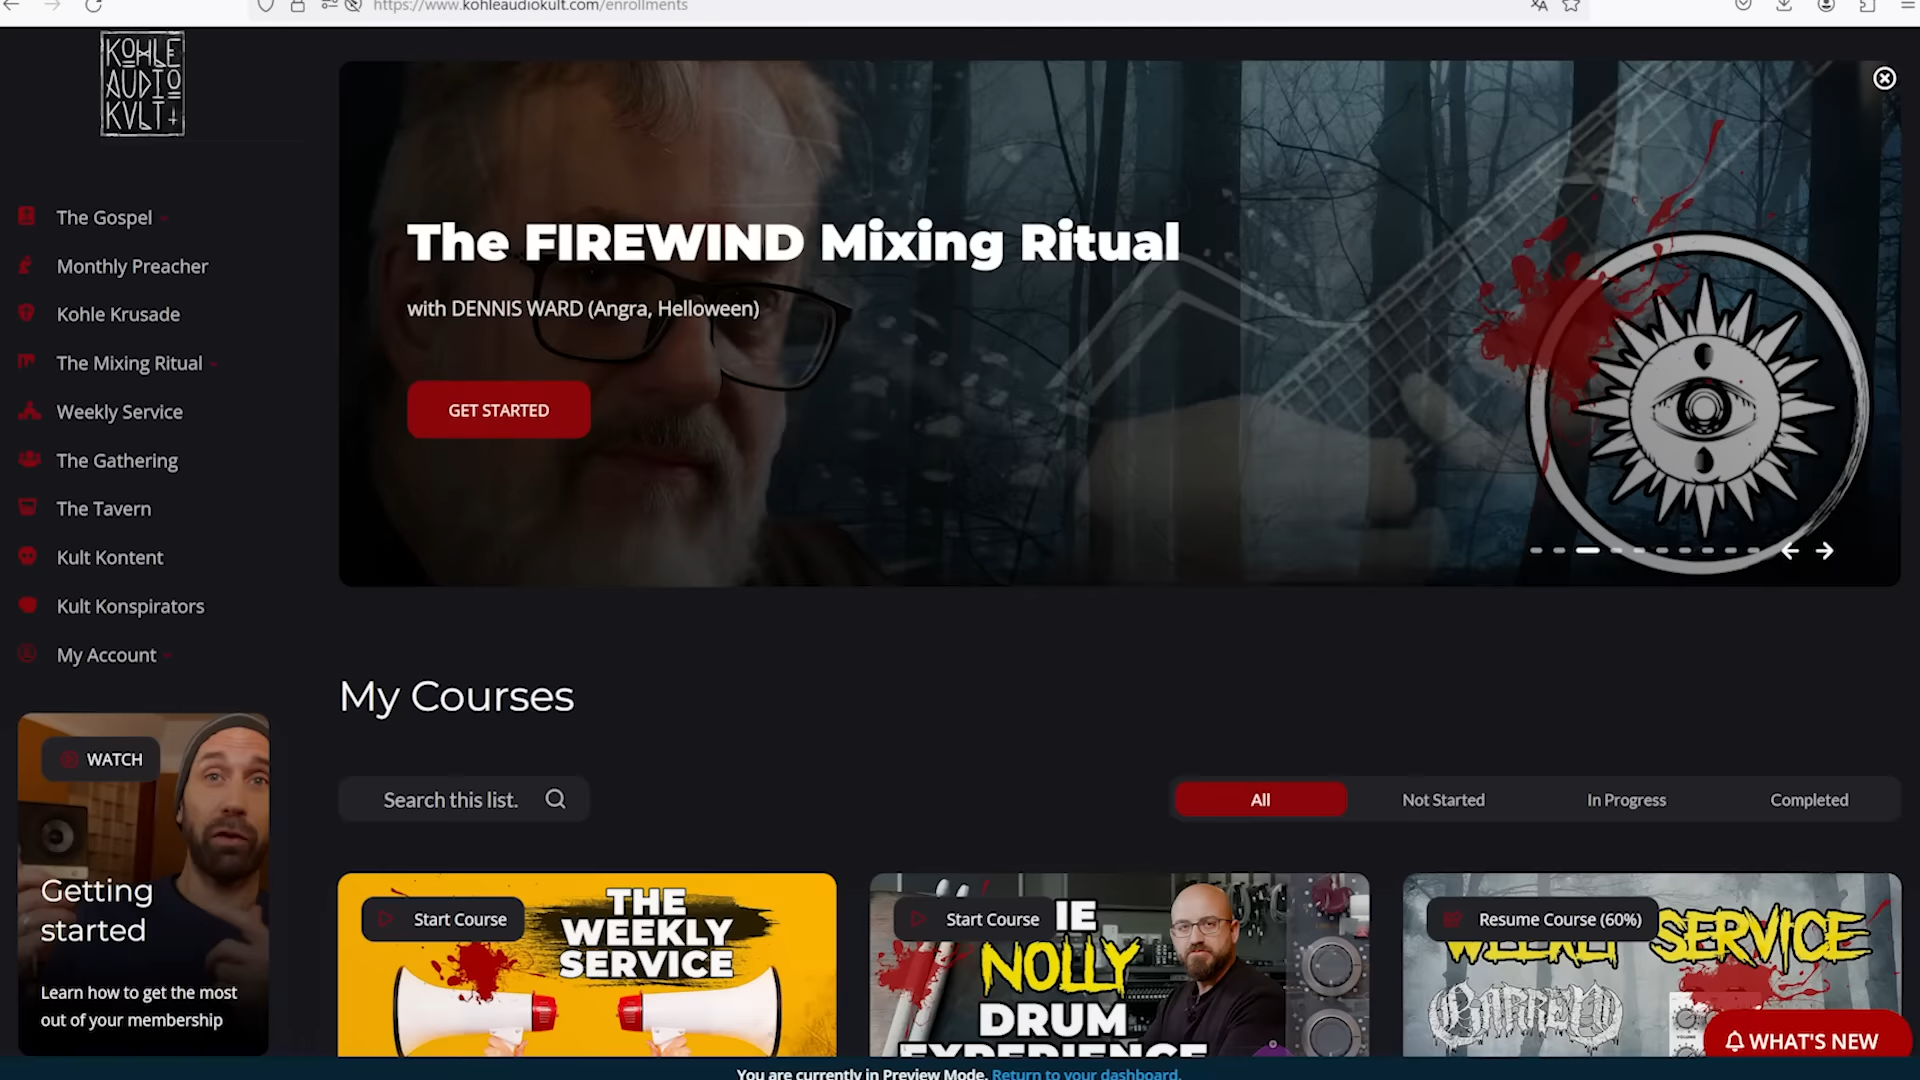 https://www.kohleaudiokult.com/enrollments
KOHLE
AUDIO
KVLT
The Gospel
Monthly Preacher
Kohle Krusade
The Mixing Ritual
Weekly Service
The Gathering
The Tavern
Kult Kontent
Kult Konspirators
My Account
WATCH
Getting
started
Learn how to get the most
out of your membership
The FIREWIND Mixing Ritual
with DENNIS WARD (Angra, Helloween)
GET STARTED
My Courses
Search this list.
All
Not Started
In Progress
Completed
Start Course
THE
WEEKLY
SERVICE
Start Course
NOLLY
DRUM
EXPERIENCE
Resume Course (60%)
WEEKLY SERVICE
WHAT'S NEW
You are currently in Preview Mode. Return to your dashboard.